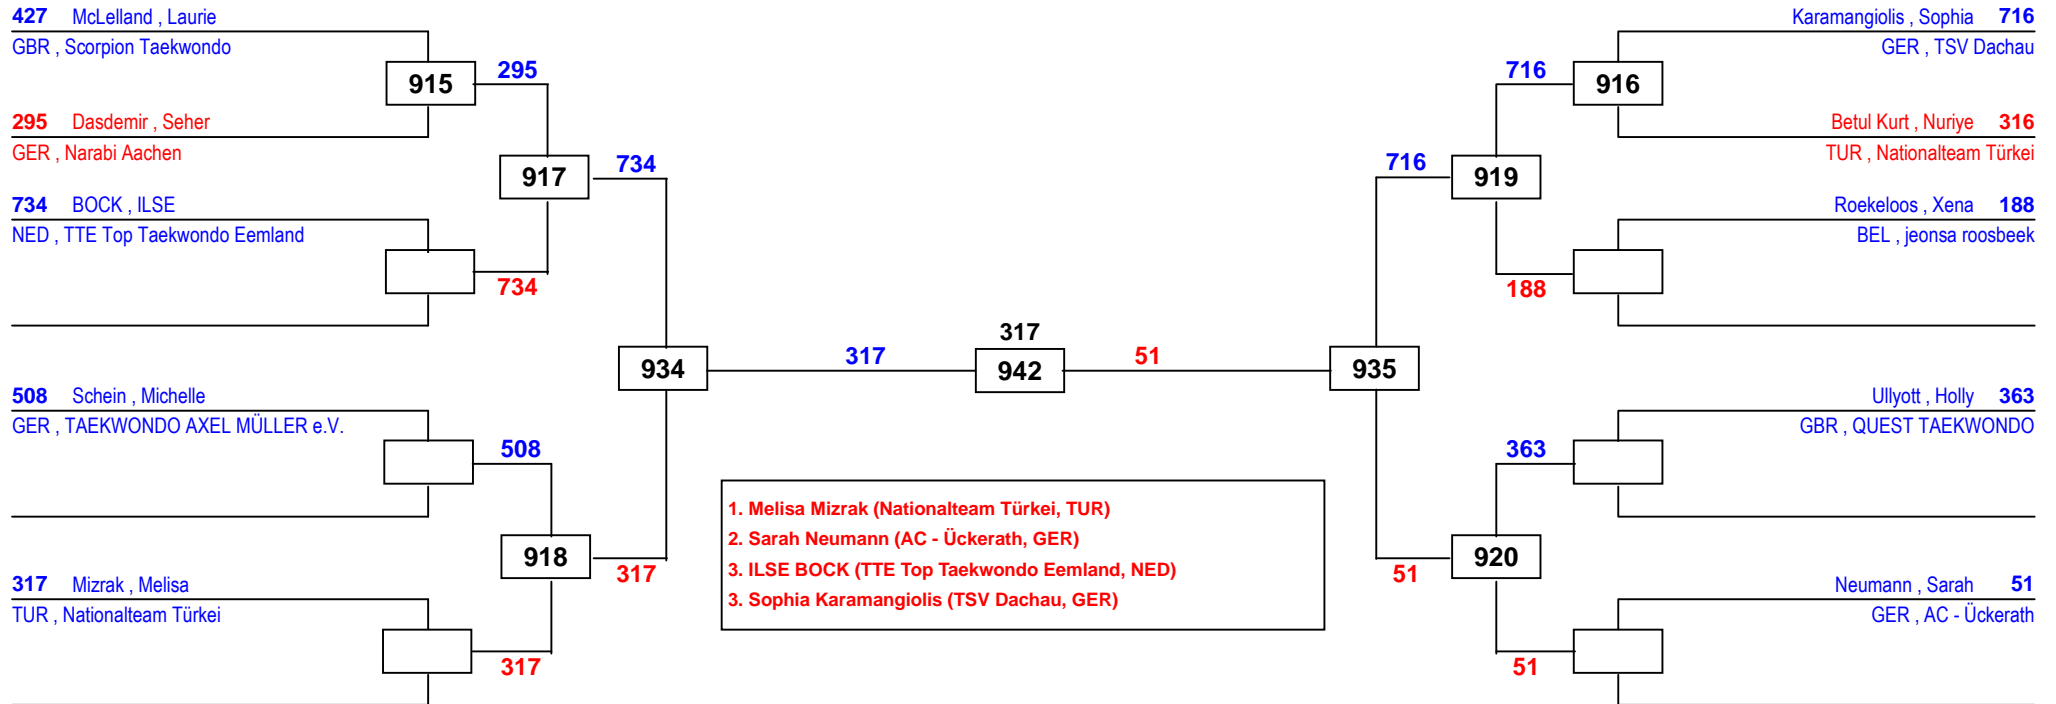 427 McLelland , Laurie
GBR , Scorpion Taekwondo
915
295
295 Dasdemir , Seher
GER , Narabi Aachen
917
734
734 BOCK , ILSE
NED , TTE Top Taekwondo Eemland
734
934
317
508 Schein , Michelle
GER , TAEKWONDO AXEL MÜLLER e.V.
508
918
317
317 Mizrak , Melisa
TUR , Nationalteam Türkei
317
317
942
51
1. Melisa Mizrak (Nationalteam Türkei, TUR)
2. Sarah Neumann (AC - Ückerath, GER)
3. ILSE BOCK (TTE Top Taekwondo Eemland, NED)
3. Sophia Karamangiolis (TSV Dachau, GER)
Karamangiolis , Sophia 716
GER , TSV Dachau
716
916
Betul Kurt , Nuriye 316
TUR , Nationalteam Türkei
716
919
Roekeloos , Xena 188
BEL , jeonsa roosbeek
188
935
Ullyott , Holly 363
GBR , QUEST TAEKWONDO
363
920
51
Neumann , Sarah 51
GER , AC - Ückerath
51